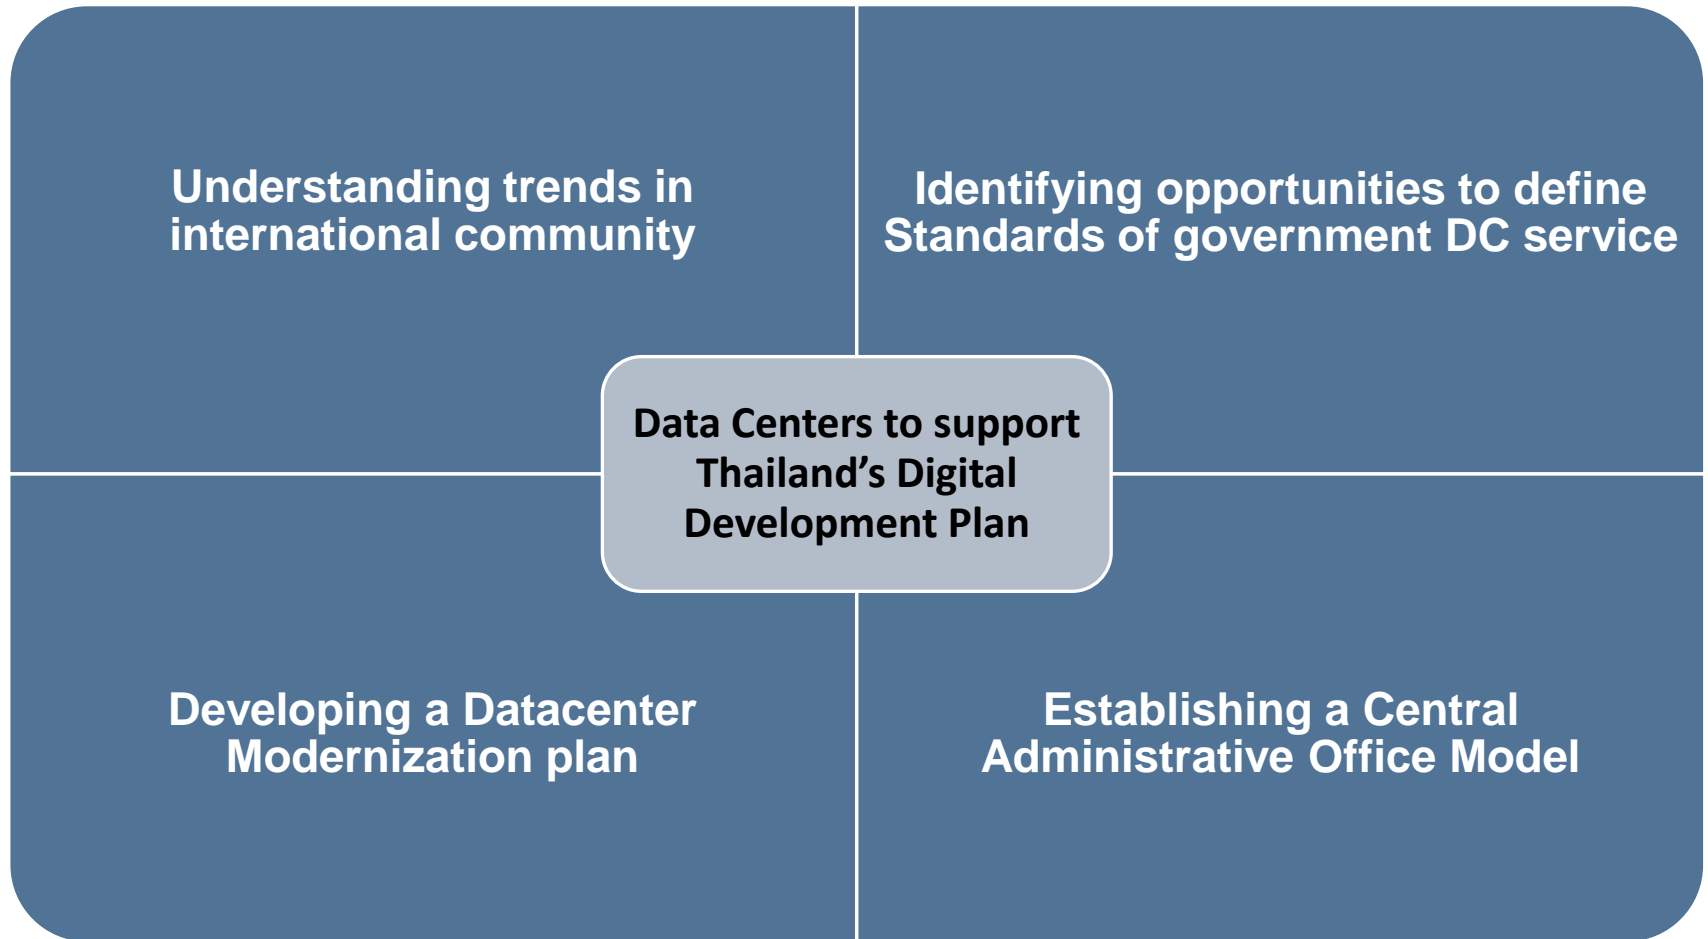 Understanding trends in
international community
Identifying opportunities to define
Standards of government DC service
Data Centers to support
Thailand’s Digital
Development Plan
Developing a Datacenter
Modernization plan
Establishing a Central
Administrative Office Model